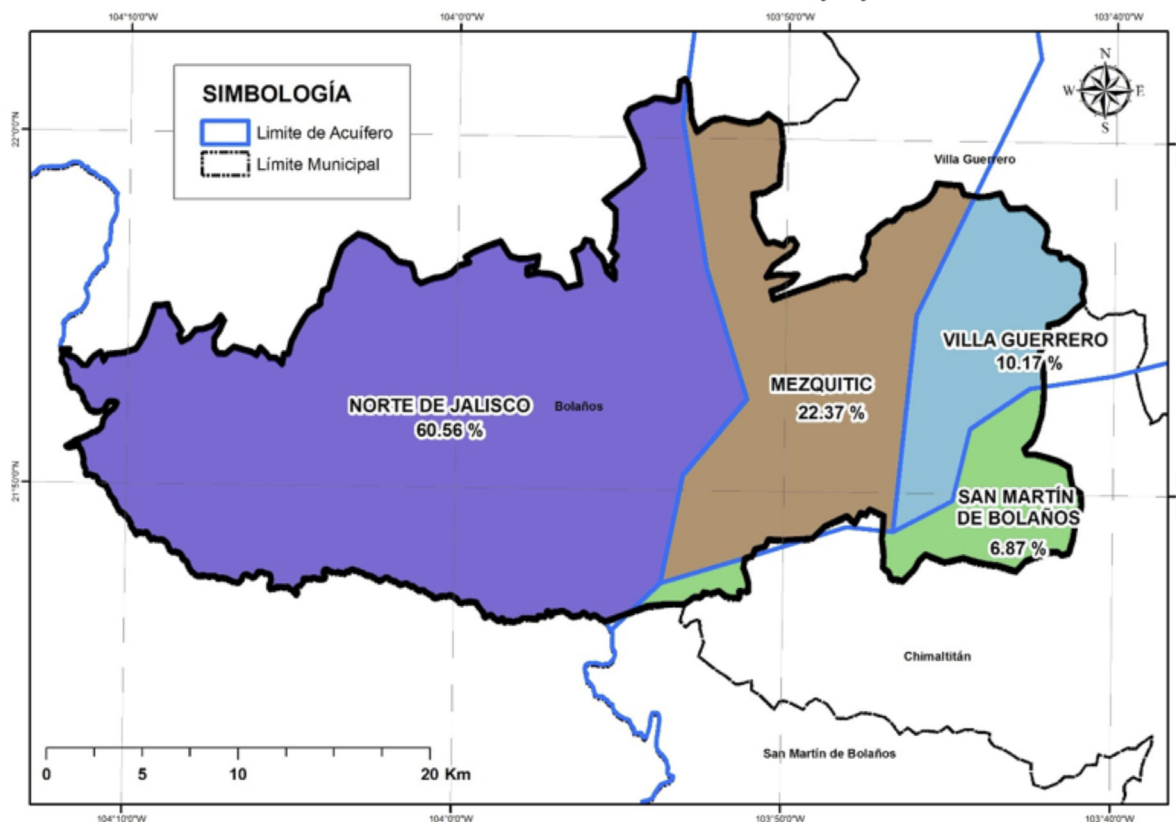 104°10'0"W
104°0'0"W
103°50'0"W
103°40'0"W
SIMBOLOGÍA
Limite de Acuífero
Límite Municipal
N
W
E
S
22°0'0"N
Villa Guerrero
VILLA GUERRERO
10.17 %
MEZQUITIC
22.37 %
NORTE DE JALISCO
60.56 %
Bolaños
21°50'0"N
SAN MARTÍN
DE BOLAÑOS
6.87 %
Chimaltitán
San Martín de Bolaños
0
5
10
20 Km
104°10'0"W
104°0'0"W
103°50'0"W
103°40'0"W